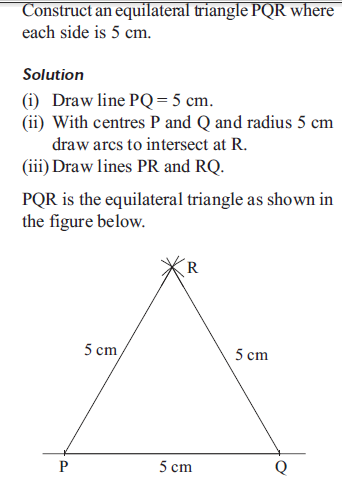 Construct an equilateral triangle PQR where
each side is 5 cm.
Solution
(i) Draw line PQ = 5 cm.
(ii) With centres P and Q and radius 5 cm
draw arcs to intersect at R.
(iii) Draw lines PR and RQ.
PQR is the equilateral triangle as shown in
the figure below.
R
5 cm
5 cm
P
5 cm
Q